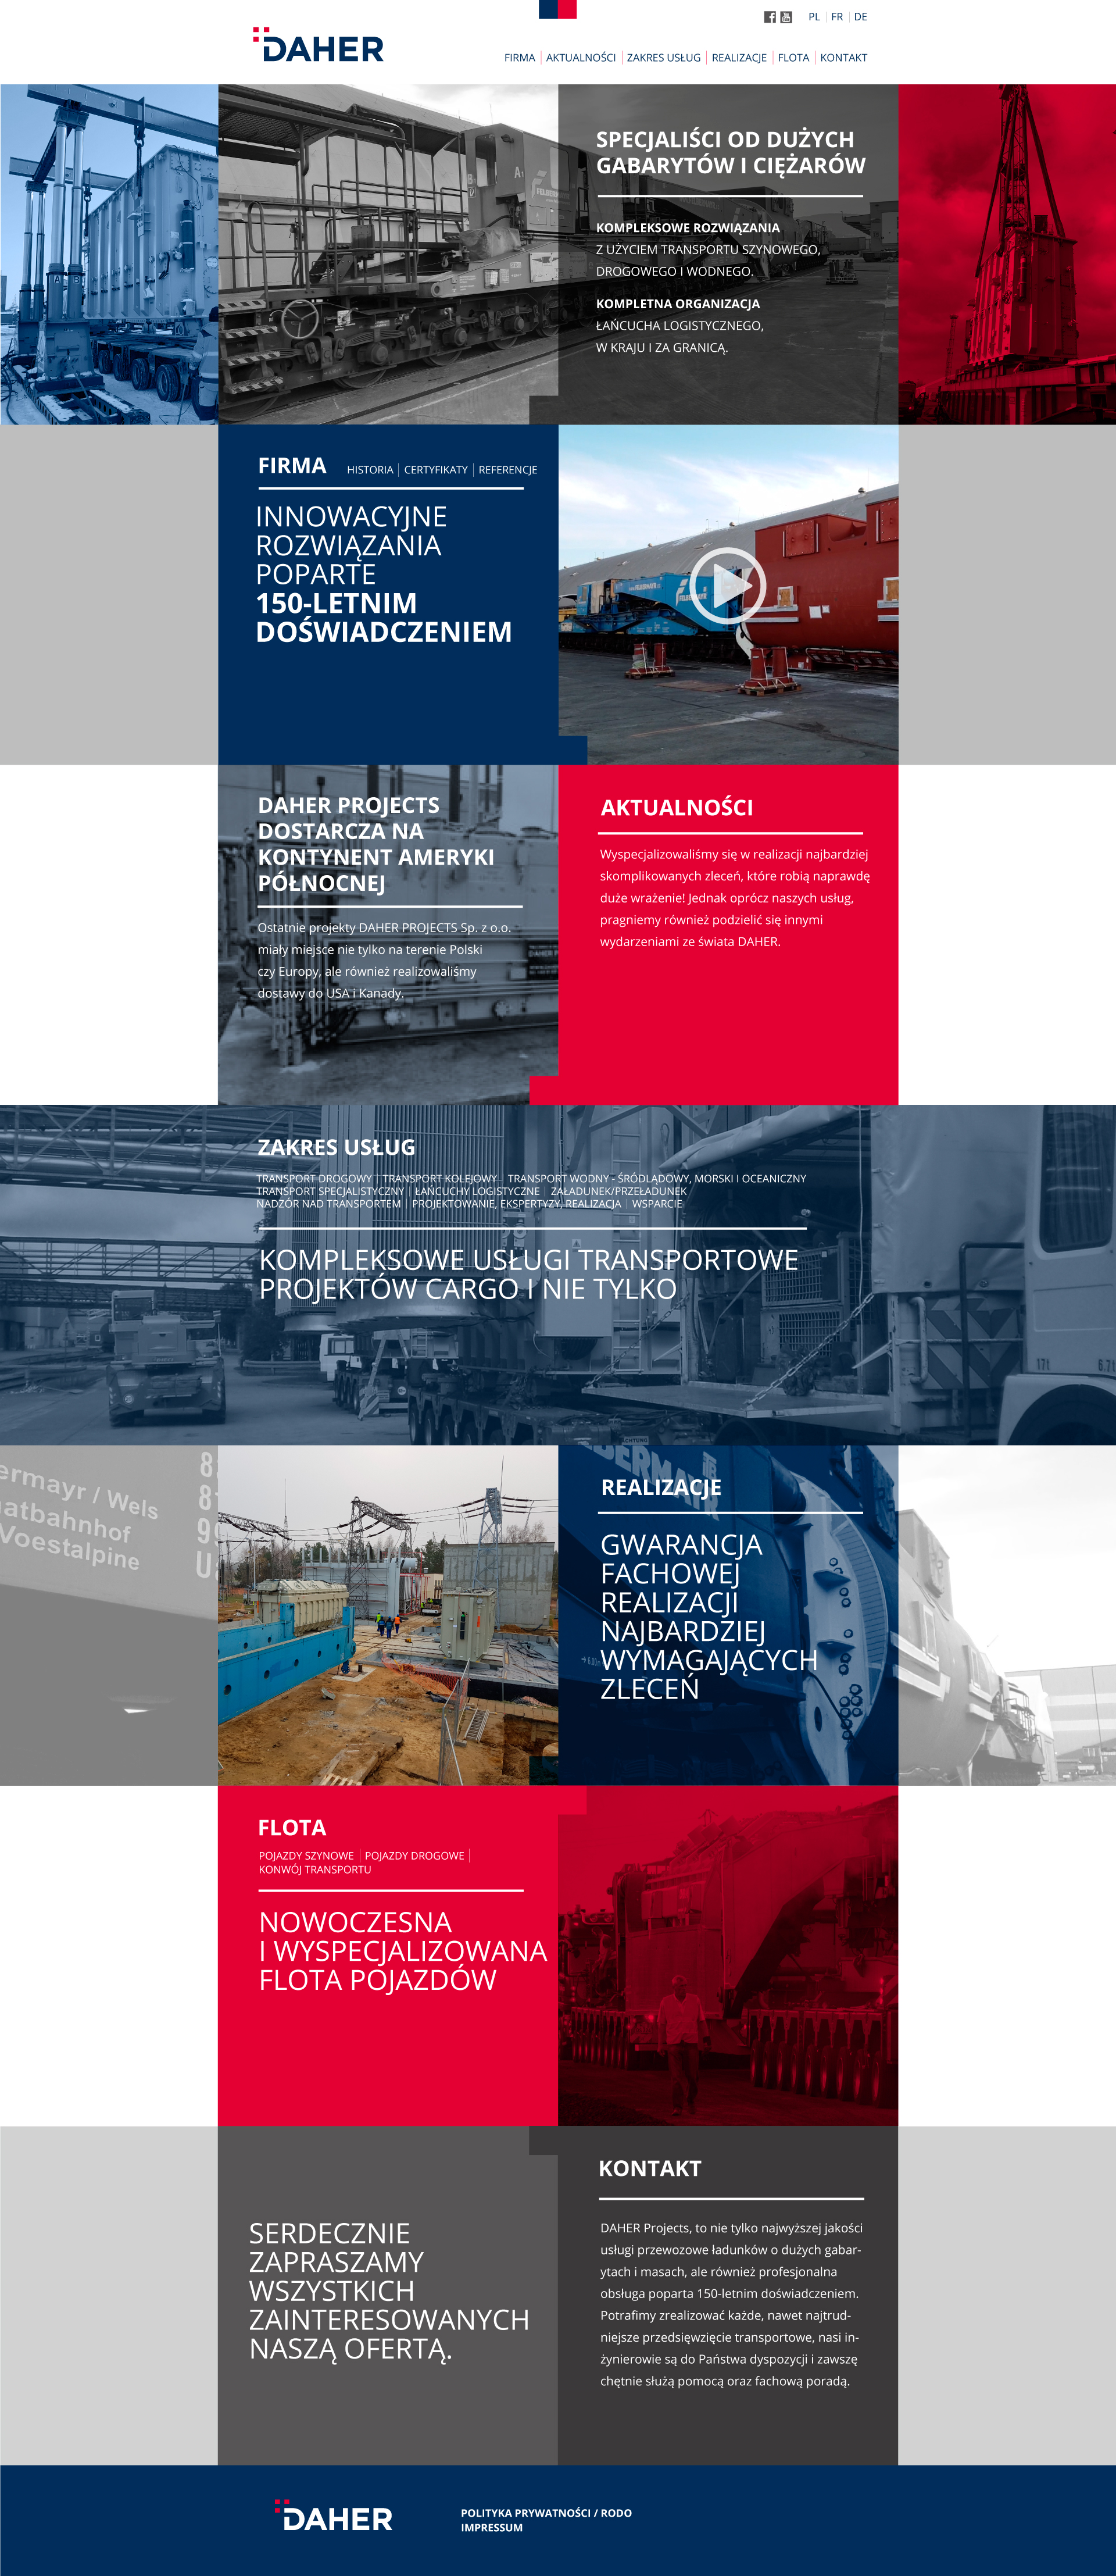 PL | FR | DE
DAHER
FIRMA | AKTUALNOŚCI | ZAKRES USŁUG | REALIZACJE | FLOTA | KONTAKT
SPECJALIŚCI OD DUŻYCH
GABARYTÓW I CIĘŻARÓW
KOMPLEKSOWE ROZWIĄZANIA
Z UŻYCIEM TRANSPORTU SZYNOWEGO,
DROGOWEGO I WODNEGO.
KOMPLETNA ORGANIZACJA
ŁAŃCUCHA LOGISTYCZNEGO,
W KRAJU I ZA GRANICĄ.
FIRMA
HISTORIA | CERTYFIKATY | REFERENCJE
INNOWACYJNE
ROZWIĄZANIA
POPARTE
150-LETNIM
DOŚWIADCZENIEM
DAHER PROJECTS
DOSTARCZA NA
KONTYNENT AMERYKI
PÓŁNOCNEJ
Ostatnie projekty DAHER PROJECTS Sp. z o.o.
miały miejsce nie tylko na terenie Polski
czy Europy, ale również realizowaliśmy
dostawy do USA i Kanady.
AKTUALNOŚCI
Wyspecjalizowaliśmy się w realizacji najbardziej
skomplikowanych zleceń, które robią naprawdę
duże wrażenie! Jednak oprócz naszych usług,
pragniemy również podzielić się innymi
wydarzeniami ze świata DAHER.
ZAKRES USŁUG
TRANSPORT DROGOWY | TRANSPORT KOLEJOWY | TRANSPORT WODNY - ŚRÓDLĄDOWY, MORSKI I OCEANICZNY
TRANSPORT SPECJALISTYCZNY | ŁAŃCUCHY LOGISTYCZNE | ZAŁADUNEK/PRZEŁADUNEK
NADZÓR NAD TRANSPORTEM | PROJEKTOWANIE, EKSPERTYZY, REALIZACJA | WSPARCIE
KOMPLEKSOWE USŁUGI TRANSPORTOWE
PROJEKTÓW CARGO I NIE TYLKO
17t
ermayr / Wels
atbahnhof
Voestalpine
REALIZACJE
GWARANCJA
FACHOWEJ
REALIZACJI
NAJBARDZIEJ
WYMAGAJĄCYCH
ZLECEŃ
FLOTA
POJAZDY SZYNOWE | POJAZDY DROGOWE |
KONWÓJ TRANSPORTU
NOWOCZESNA
I WYSPECJALIZOWANA
FLOTA POJAZDÓW
SERDECZNIE
ZAPRASZAMY
WSZYSTKICH
ZAINTERESOWANYCH
NASZĄ OFERTĄ.
KONTAKT
DAHER Projects, to nie tylko najwyższej jakości
usługi przewozowe ładunków o dużych gabar-
ytach i masach, ale również profesjonalna
obsługa poparta 150-letnim doświadczeniem.
Potrafimy zrealizować każde, nawet najtrud-
niejsze przedsięwzięcie transportowe, nasi in-
żynierowie są do Państwa dyspozycji i zawszę
chętnie służą pomocą oraz fachową poradą.
DAHER
POLITYKA PRYWATNOŚCI / RODO
IMPRESSUM